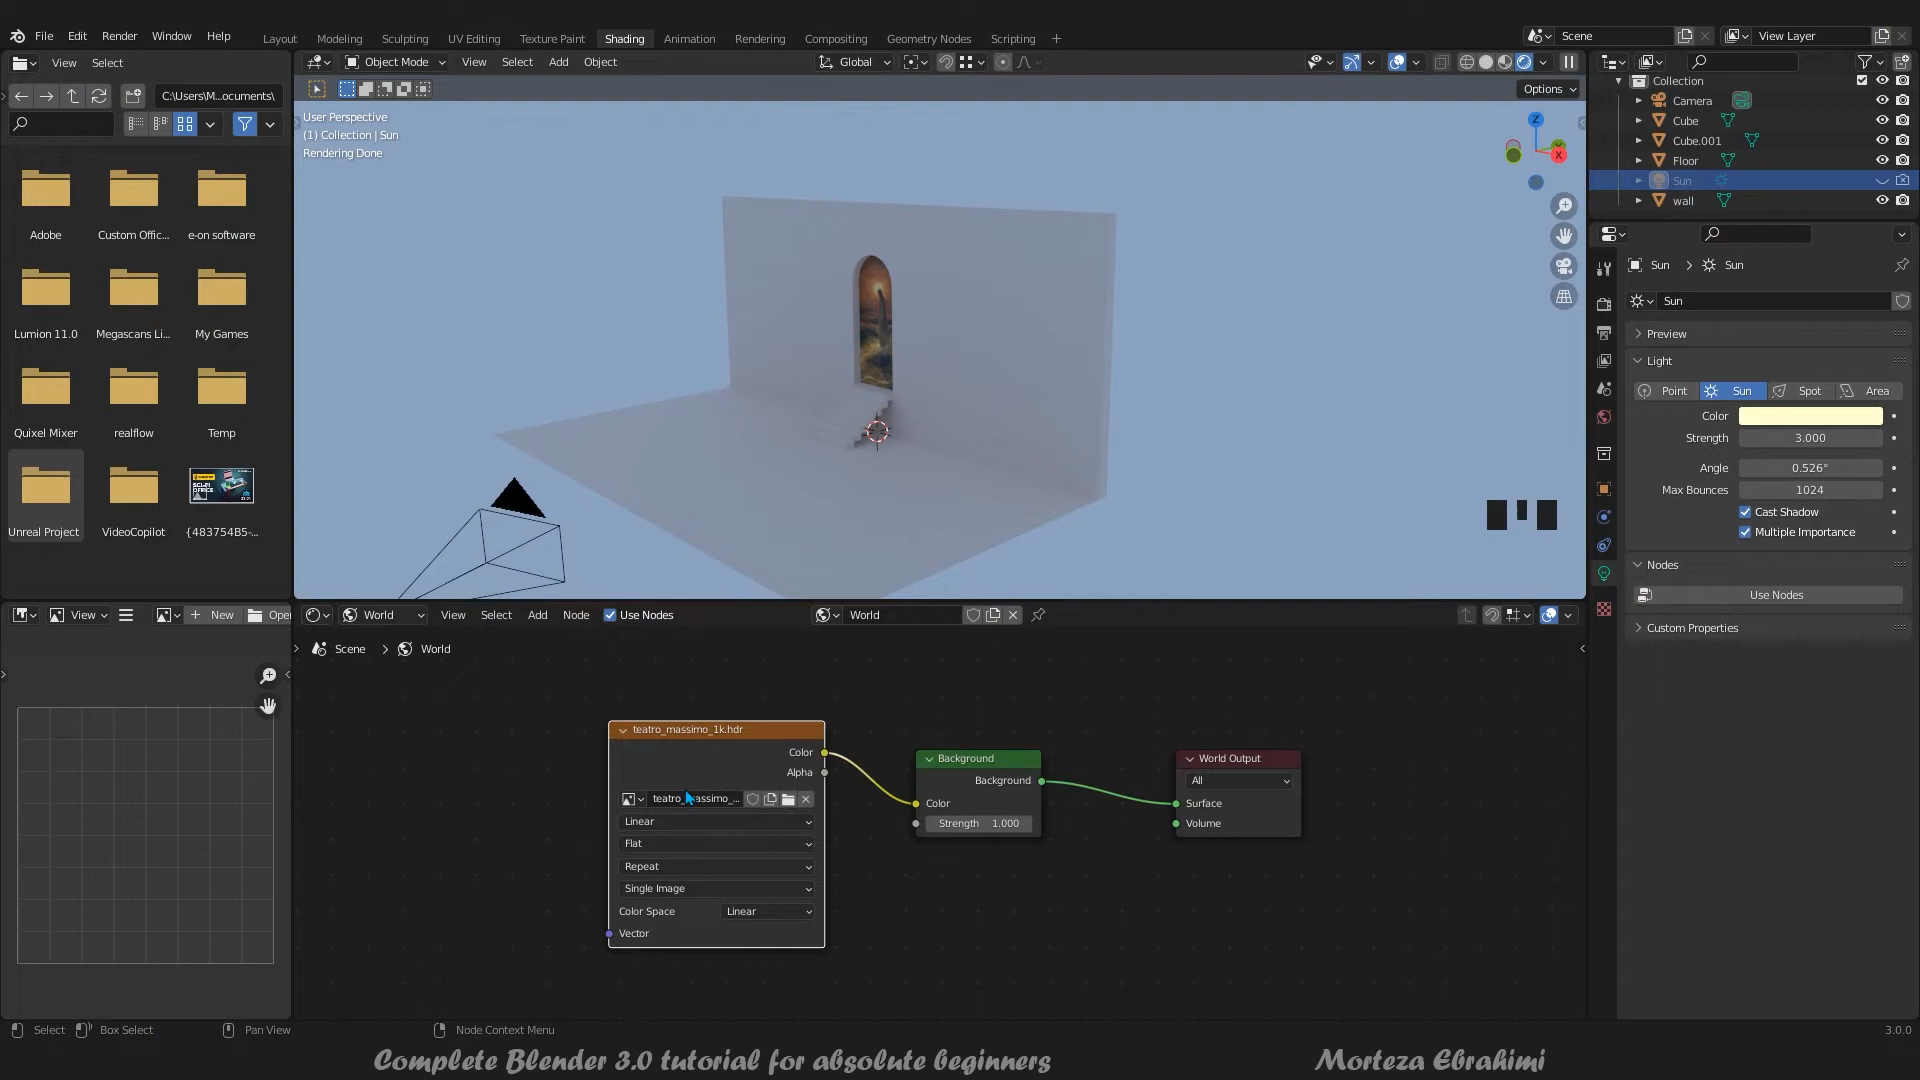 File Edit Render Window Help
Layout Modeling Sculpting UV Editing Texture Paint Shading Animation Rendering Compositing Geometry Nodes Scripting +
Scene
View Layer
View Select
Object Mode View Select Add Object
Global
C:\Users\M...ocuments\
Options
User Perspective
(1) Collection | Sun
Rendering Done
Z
X
Collection
Camera
Cube
Cube.001
Floor
Sun
wall
Adobe
Custom Offic...
e-on software
Lumion 11.0
Megascans Li...
My Games
Quixel Mixer
realflow
Temp
Unreal Project
VideoCopilot
{483754B5-...
Sun > Sun
Sun
Preview
Light
Point Sun Spot Area
Color
Strength 3.000
Angle 0.526°
Max Bounces 1024
Cast Shadow
Multiple Importance
Nodes
Use Nodes
Custom Properties
View
+ New
Ope
World View Select Add Node Use Nodes
World
Scene > World
teatro_massimo_1k.hdr
Color
Alpha
teatro_massimo_...
Linear
Flat
Repeat
Single Image
Color Space Linear
Vector
Background
Background
Color
Strength 1.000
World Output
All
Surface
Volume
Select Box Select Pan View Node Context Menu
3.0.0
Complete Blender 3.0 tutorial for absolute beginners
Morteza Ebrahimi